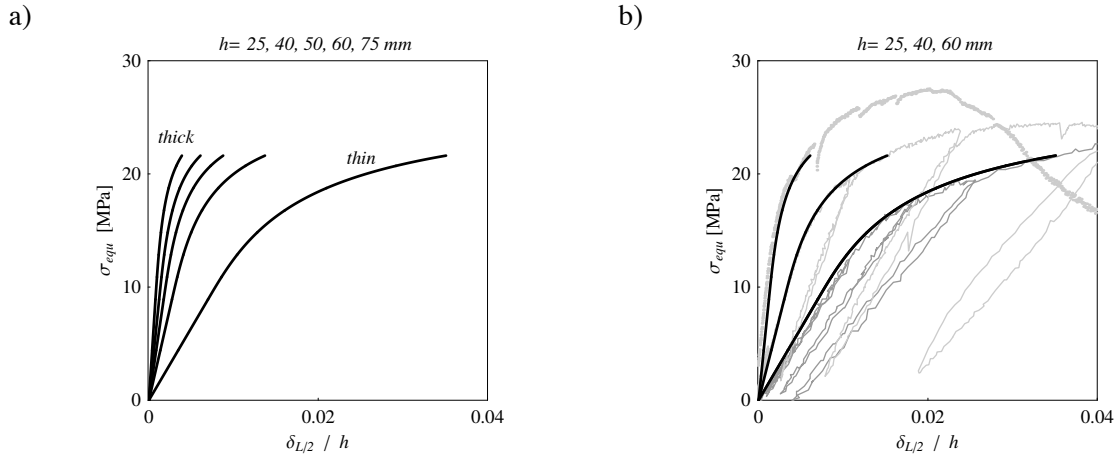 a)
h= 25, 40, 50, 60, 75 mm
30
20
10
0
σequ [MPa]
thick
thin
0
0.02
0.04
δL/2 / h
b)
h= 25, 40, 60 mm
30
20
10
0
σequ [MPa]
0
0.02
0.04
δL/2 / h